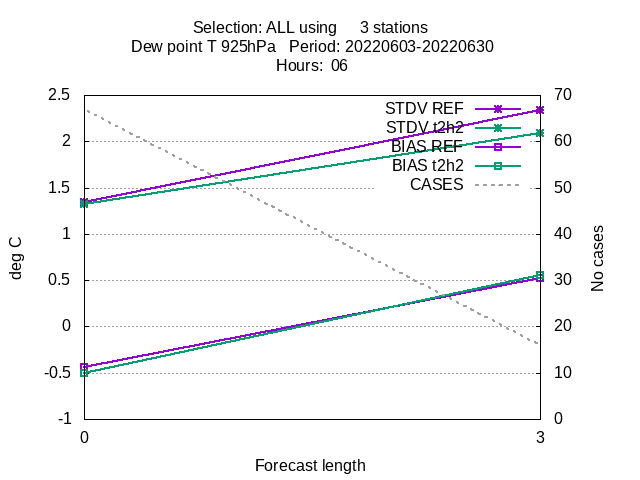 Selection: ALL using 3 stations
Dew point T 925hPa Period: 20220603-20220630
Hours: 06
2.5
2
1.5
1
0.5
0
-0.5
-1
70
60
50
40
30
20
10
0
STDV REF
STDV t2h2
BIAS REF
BIAS t2h2
CASES
deg C
No cases
0
3
Forecast length